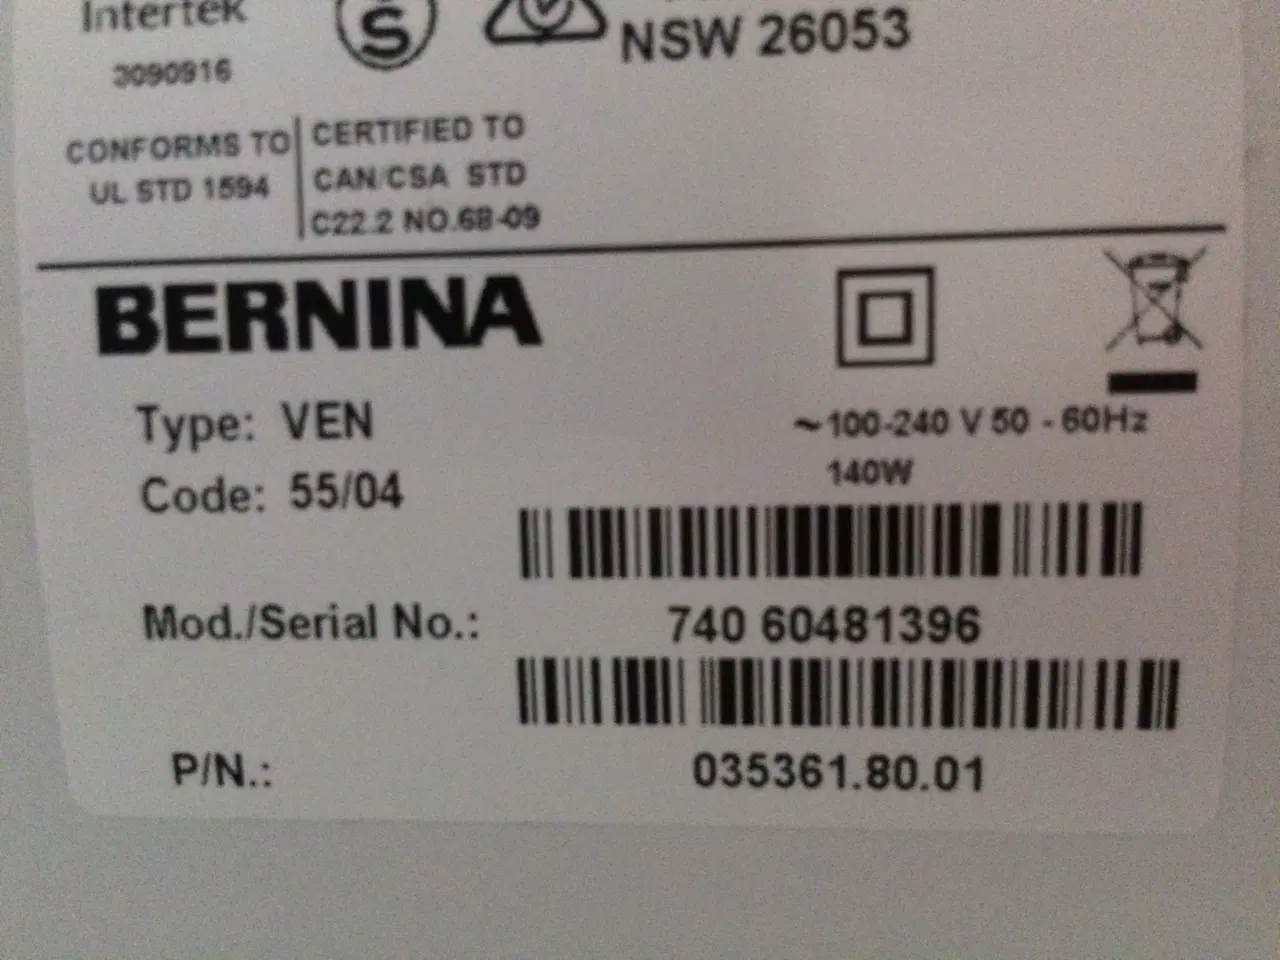 Intertek
3090916
S
NSW 26053
CONFORMS TO
UL STD 1594
CERTIFIED TO
CAN/CSA STD
C22.2 NO.68-09
BERNINA
Type: VEN
Code: 55/04
~100-240 V 50 - 60Hz
140W
Mod./Serial No.: 740 60481396
P/N.: 035361.80.01